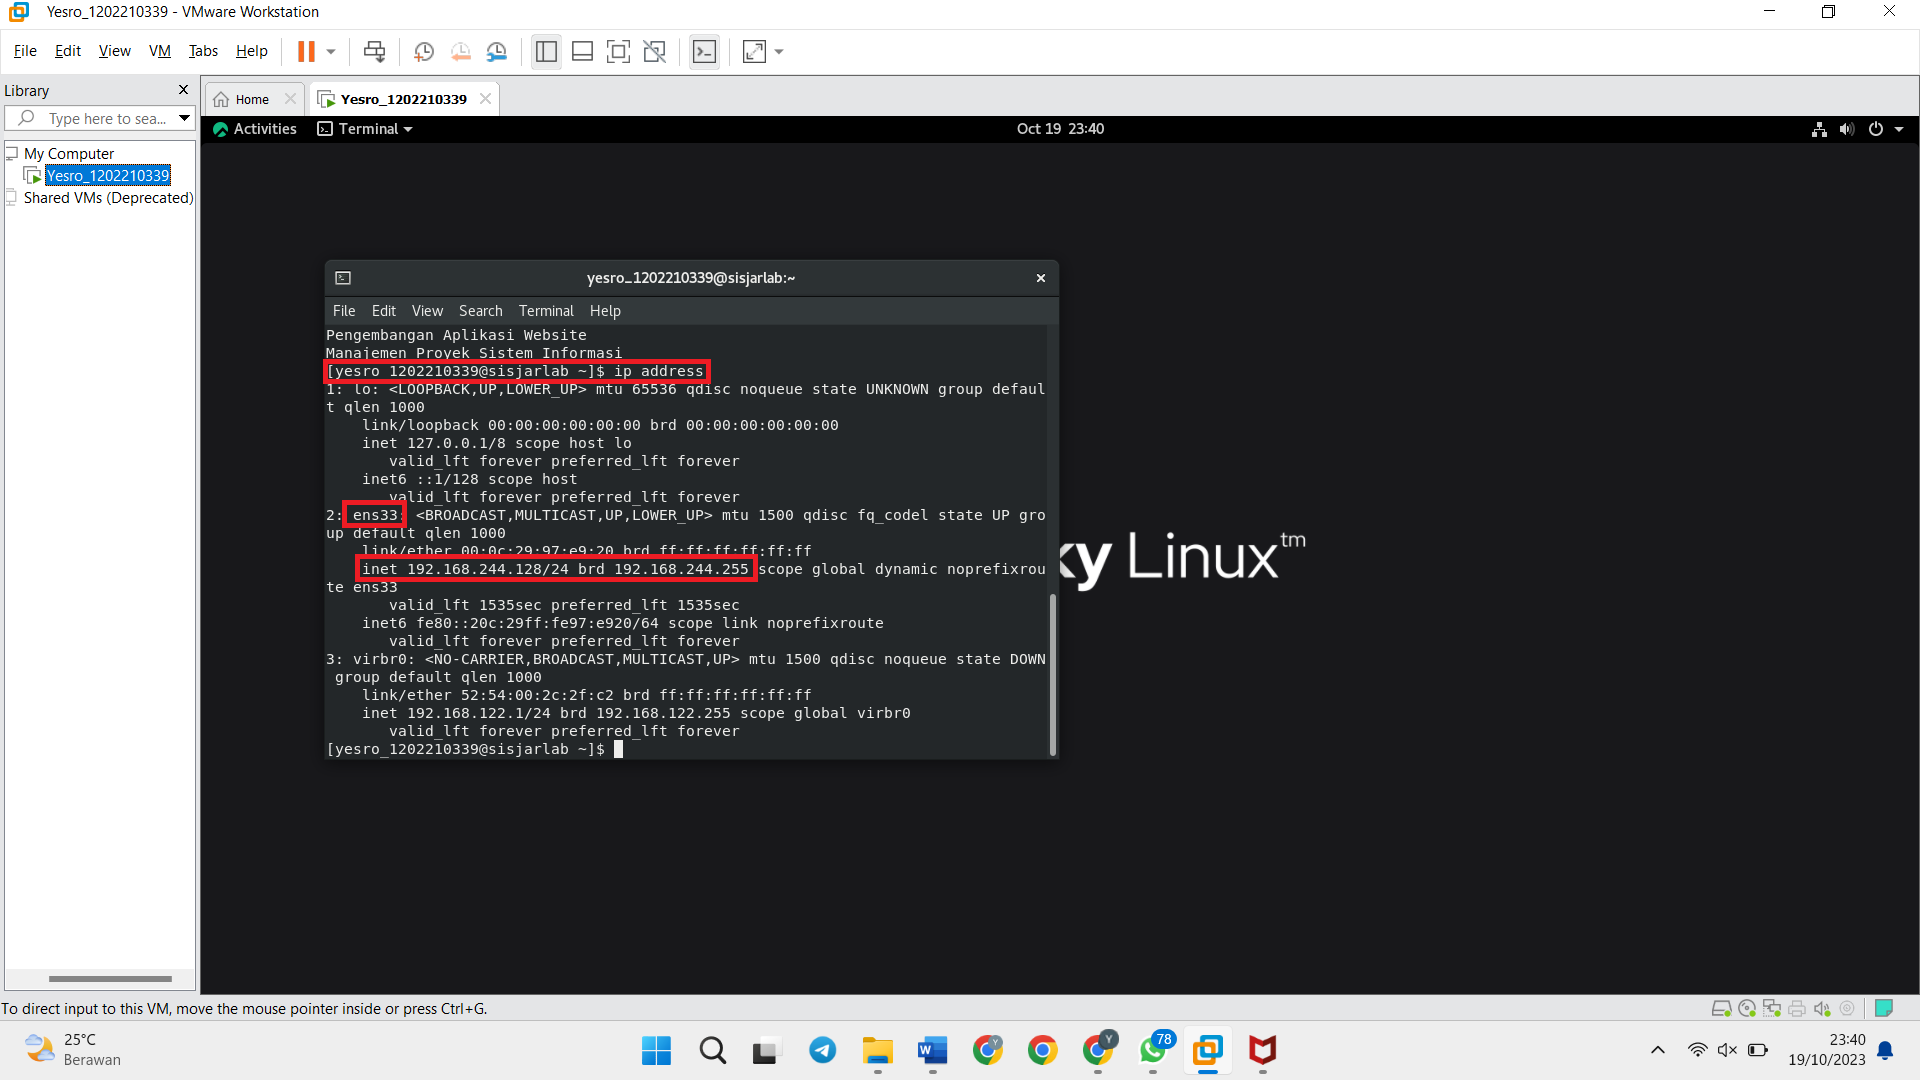 Yesro_1202210339 - VMware Workstation
File Edit View VM Tabs Help
Library
Type here to sea...
My Computer
Yesro_1202210339
Shared VMs (Deprecated)
Home
Yesro_1202210339
Activities Terminal Oct 19 23:40
yesro_1202210339@sisjarlab:~
File Edit View Search Terminal Help
Pengembangan Aplikasi Website
Manajemen Proyek Sistem Informasi
[yesro_1202210339@sisjarlab ~]$ ip address
1: lo: <LOOPBACK,UP,LOWER_UP> mtu 65536 qdisc noqueue state UNKNOWN group defaul
t qlen 1000
link/loopback 00:00:00:00:00:00 brd 00:00:00:00:00:00
inet 127.0.0.1/8 scope host lo
valid_lft forever preferred_lft forever
inet6 ::1/128 scope host
valid_lft forever preferred_lft forever
2: ens33: <BROADCAST,MULTICAST,UP,LOWER_UP> mtu 1500 qdisc fq_codel state UP gro
up default qlen 1000
link/ether 00:0c:29:97:e9:20 brd ff:ff:ff:ff:ff:ff
inet 192.168.244.128/24 brd 192.168.244.255 scope global dynamic noprefixrou
te ens33
valid_lft 1535sec preferred_lft 1535sec
inet6 fe80::20c:29ff:fe97:e920/64 scope link noprefixroute
valid_lft forever preferred_lft forever
3: virbr0: <NO-CARRIER,BROADCAST,MULTICAST,UP> mtu 1500 qdisc noqueue state DOWN
group default qlen 1000
link/ether 52:54:00:2c:2f:c2 brd ff:ff:ff:ff:ff:ff
inet 192.168.122.1/24 brd 192.168.122.255 scope global virbr0
valid_lft forever preferred_lft forever
[yesro_1202210339@sisjarlab ~]$
ky Linux™
To direct input to this VM, move the mouse pointer inside or press Ctrl+G.
25°C
Berawan
W
Y
Y
78
23:40
19/10/2023